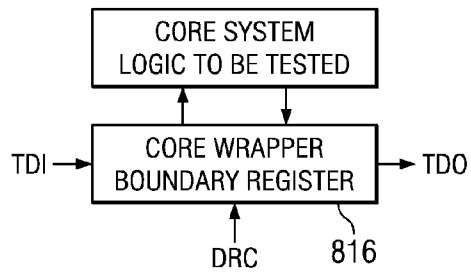 CORE SYSTEM
LOGIC TO BE TESTED
TDI
CORE WRAPPER
BOUNDARY REGISTER
TDO
DRC
816